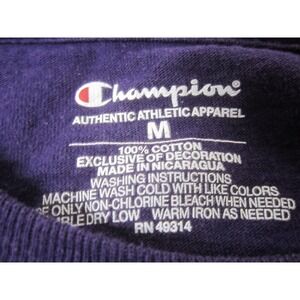 Champion
AUTHENTIC ATHLETIC APPAREL
M
100% COTTON
EXCLUSIVE OF DECORATION
MADE IN NICARAGUA
WASHING INSTRUCTIONS
MACHINE WASH COLD WITH LIKE COLORS
ONLY NON-CHLORINE BLEACH WHEN NEEDED
DRY LOW WARM IRON AS NEEDED
RN 49314